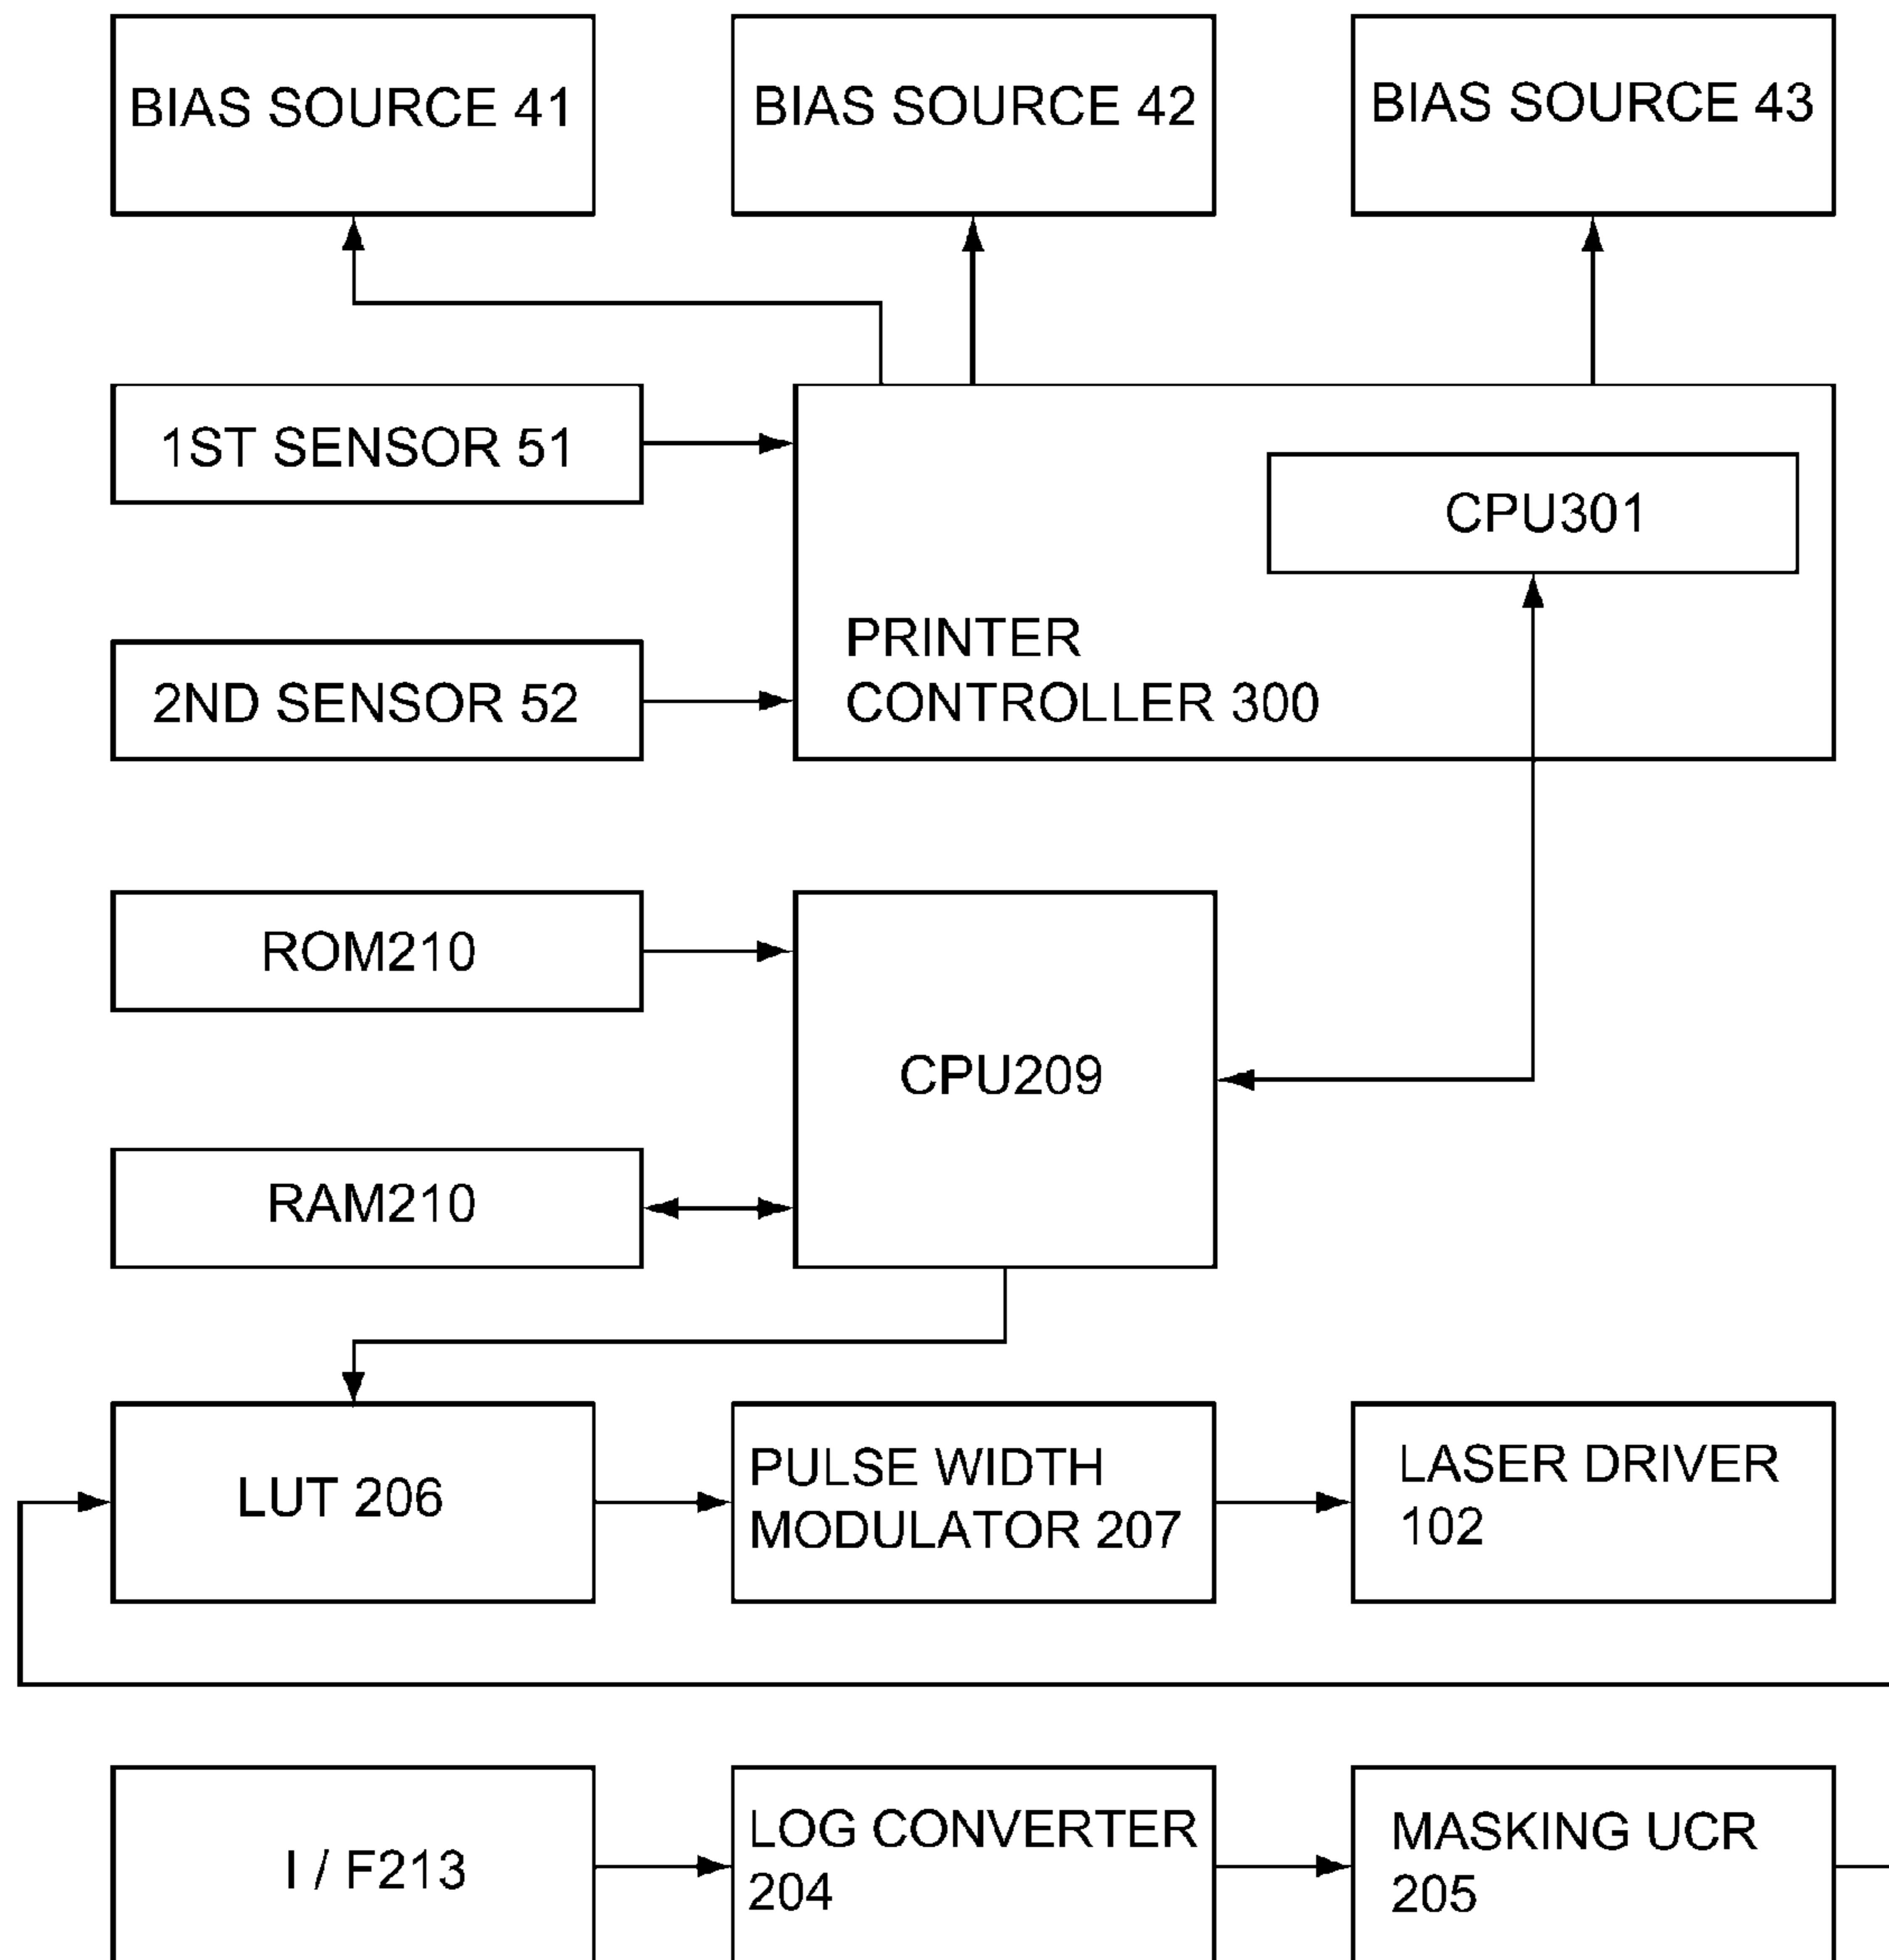 BIAS SOURCE 41
BIAS SOURCE 42
BIAS SOURCE 43
1ST SENSOR 51
CPU301
PRINTER
CONTROLLER 300
2ND SENSOR 52
ROM210
CPU209
RAM210
LUT 206
PULSE WIDTH
MODULATOR 207
LASER DRIVER
102
I / F213
LOG CONVERTER
204
MASKING UCR
205